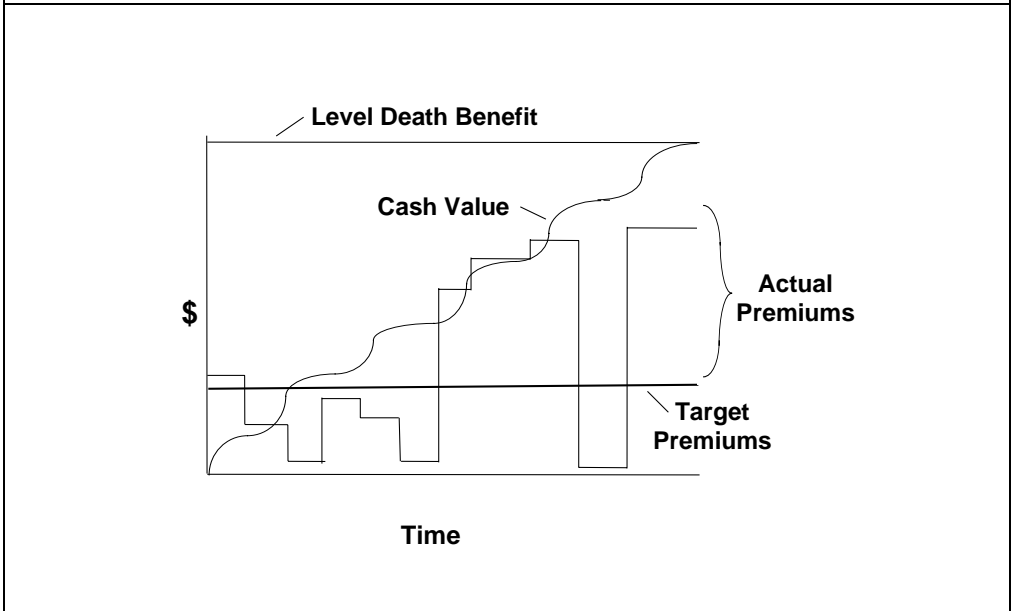 Level Death Benefit
Cash Value
$
Actual
Premiums
Target
Premiums
Time